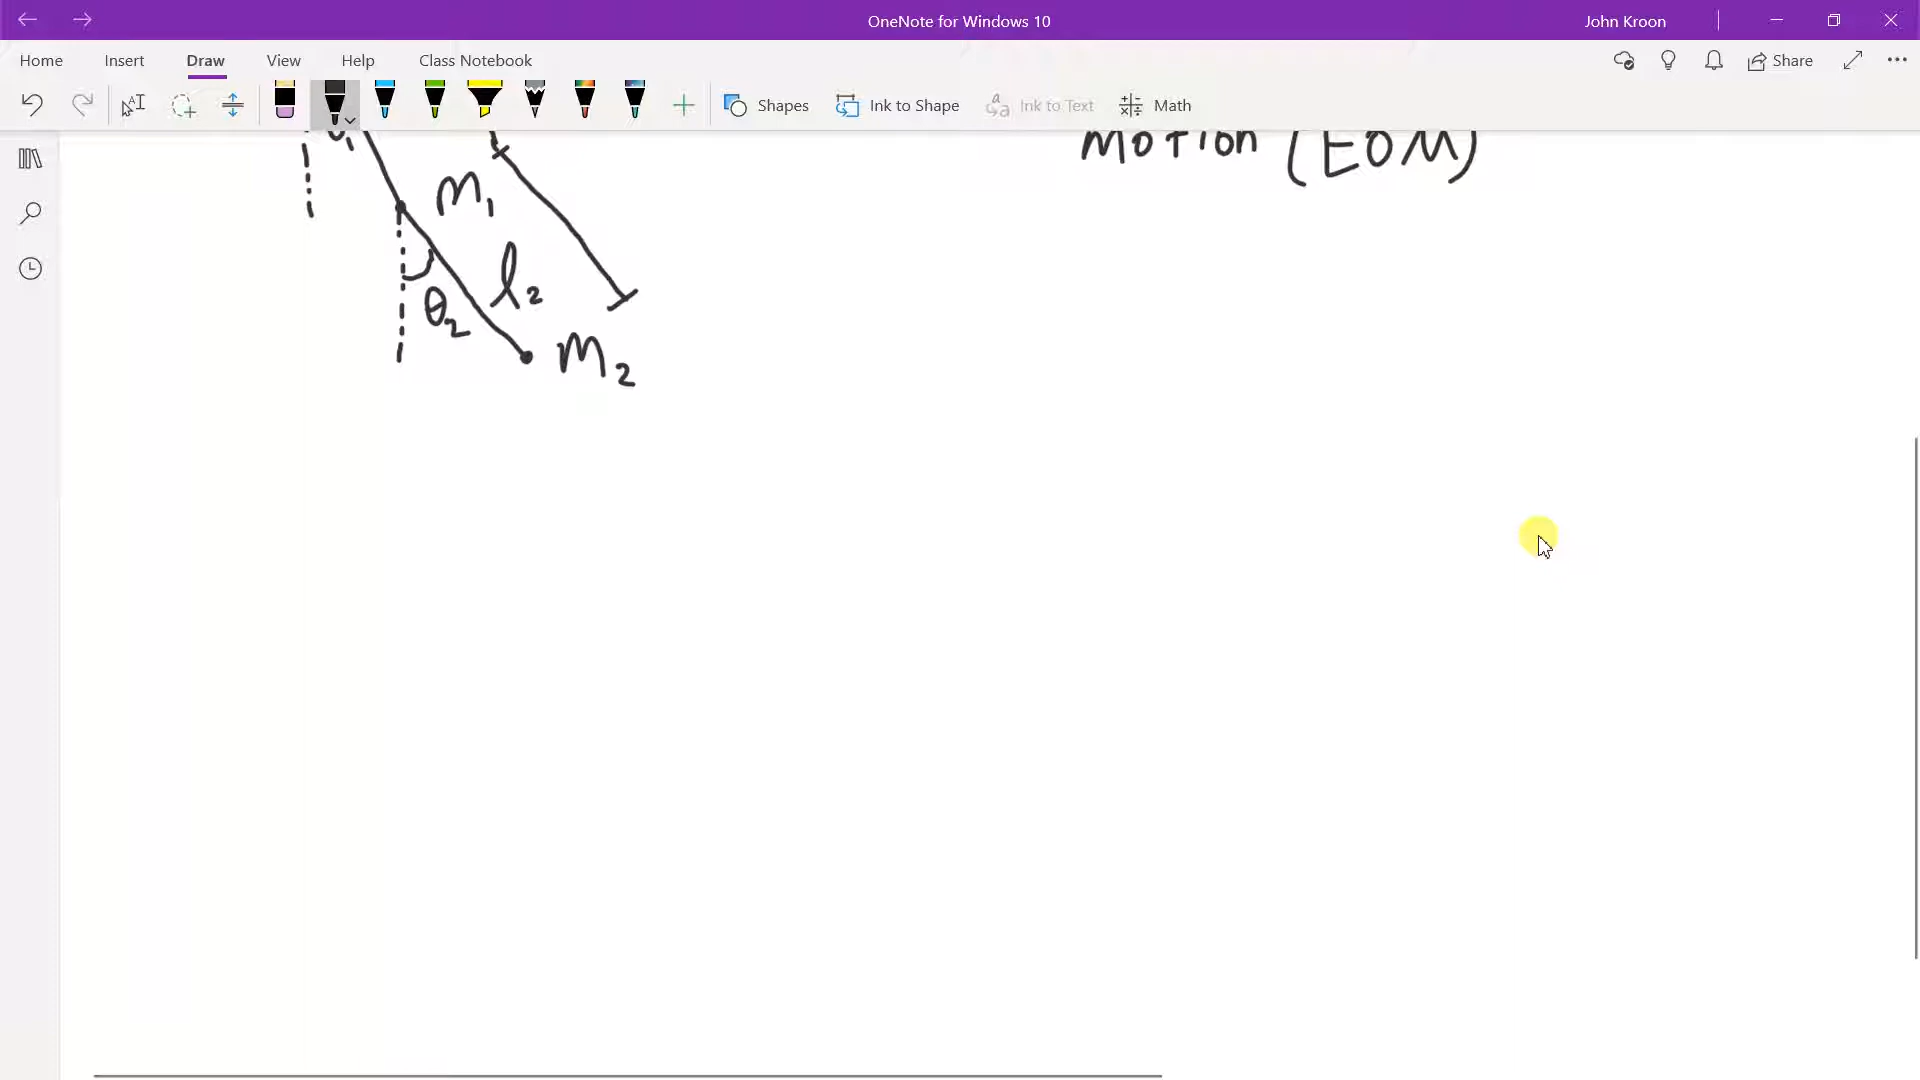 OneNote for Windows 10
John Kroon
Home Insert Draw View Help Class Notebook
Share
Shapes Ink to Shape Ink to Text Math
Motion (EOM)
θ₁
m₁
l₂
θ₂
m₂